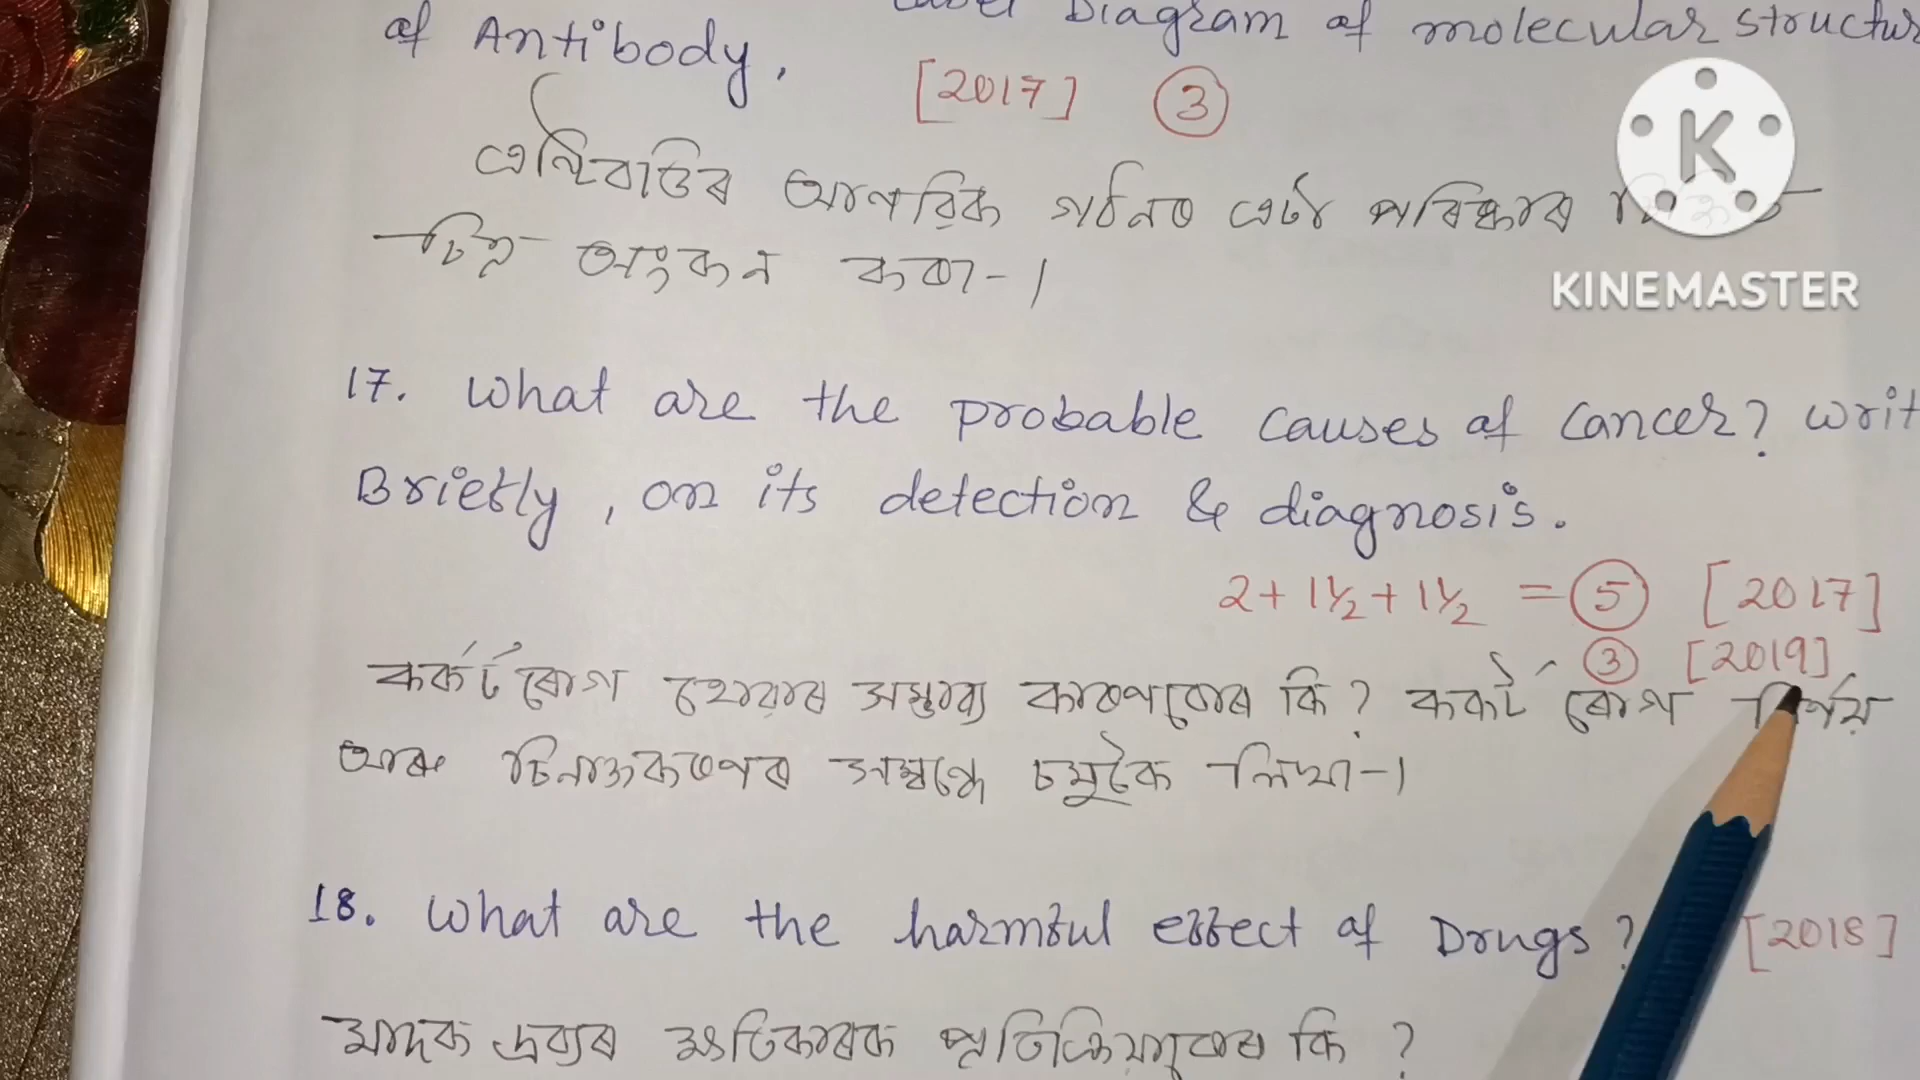 Label Diagram of molecular structur
of Antibody.
[2017] 3
এন্টিবডিৰ আণৱিক গঠনৰ এটা পৰিষ্কাৰ
চিত্ৰ অংকন কৰা-।
KINEMASTER
17. What are the probable causes of cancer? writ
Briefly, on its detection & diagnosis.
2+1½+1½ = 5 [2017]
3 [2019]
কৰ্কট ৰোগ হোৱাৰ সম্ভাব্য কাৰণবোৰ কি? কৰ্কট ৰোগ নিৰ্ণয়
আৰু চিনাক্তকৰণৰ সম্বন্ধে চমুকৈ লিখা-।
18. What are the harmful effect of Drugs? [2018]
মাদক দ্ৰব্যৰ ক্ষতিকাৰক প্ৰতিক্ৰিয়াবোৰ কি ?